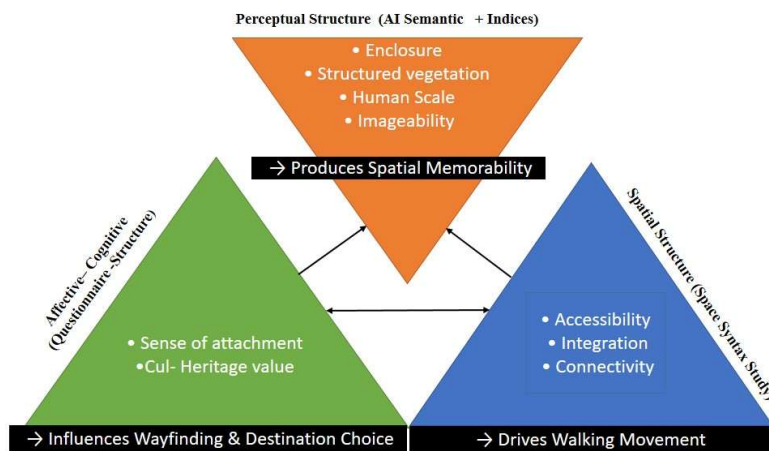 Perceptual Structure (AI Semantic + Indices)
• Enclosure
• Structured vegetation
• Human Scale
• Imageability
→ Produces Spatial Memorability
Affective– Cognitive
(Questionnaire -Structure)
• Sense of attachment
•Cul- Heritage value
→ Influences Wayfinding & Destination Choice
Spatial Structure (Space Syntax Study)
• Accessibility
• Integration
• Connectivity
→ Drives Walking Movement